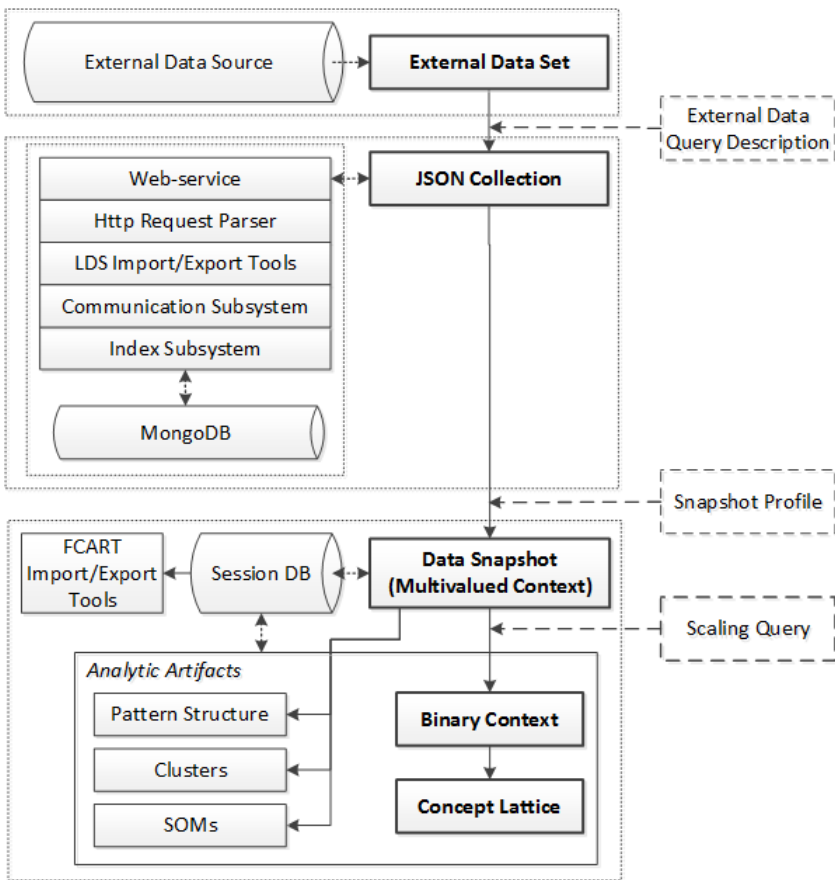 External Data Source
External Data Set
External Data
Query Description
Web-service
JSON Collection
Http Request Parser
LDS Import/Export Tools
Communication Subsystem
Index Subsystem
MongoDB
Snapshot Profile
FCART
Import/Export
Tools
Session DB
Data Snapshot
(Multivalued Context)
Scaling Query
Analytic Artifacts
Pattern Structure
Binary Context
Clusters
Concept Lattice
SOMs